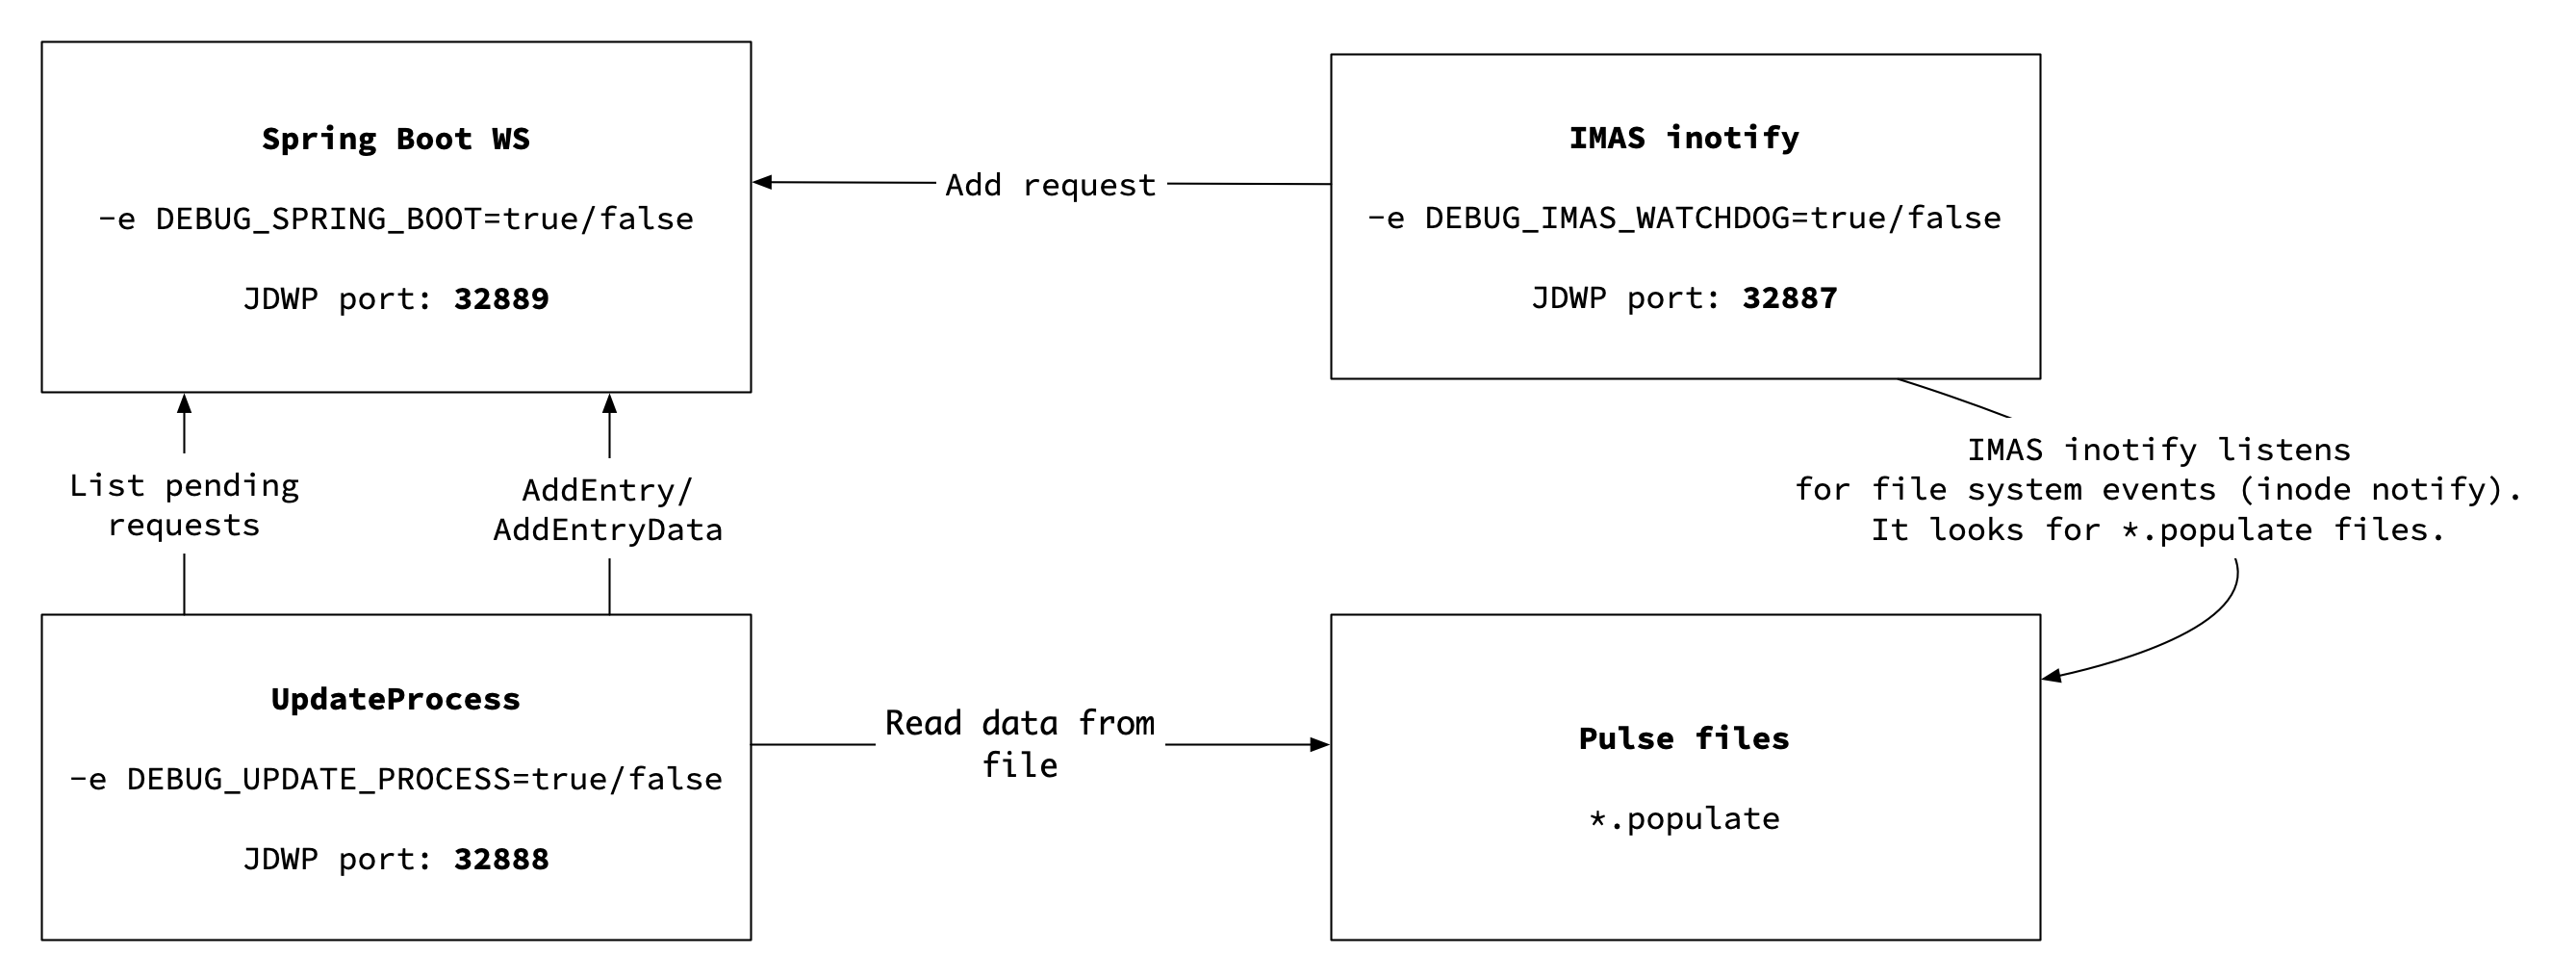 Spring Boot WS
-e DEBUG_SPRING_BOOT=true/false
JDWP port: 32889
Add request
IMAS inotify
-e DEBUG_IMAS_WATCHDOG=true/false
JDWP port: 32887
List pending
requests
AddEntry/
AddEntryData
IMAS inotify listens
for file system events (inode notify).
It looks for *.populate files.
UpdateProcess
-e DEBUG_UPDATE_PROCESS=true/false
JDWP port: 32888
Read data from
file
Pulse files
*.populate